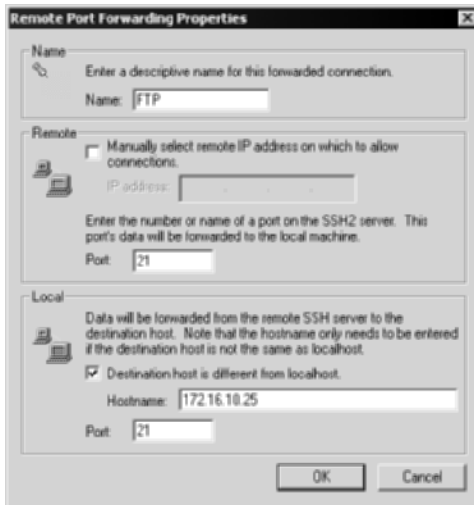 Remote Port Forwarding Properties
Name
Enter a descriptive name for this forwarded connection.
Name: FTP
Remote
Manually select remote IP address on which to allow
connections.
IP address: . . .
Enter the number or name of a port on the SSH2 server. This
port's data will be forwarded to the local machine.
Port: 21
Local
Data will be forwarded from the remote SSH server to the
destination host. Note that the hostname only needs to be entered
if the destination host is not the same as localhost.
Destination host is different from localhost.
Hostname: 172.16.10.25
Port: 21
OK Cancel